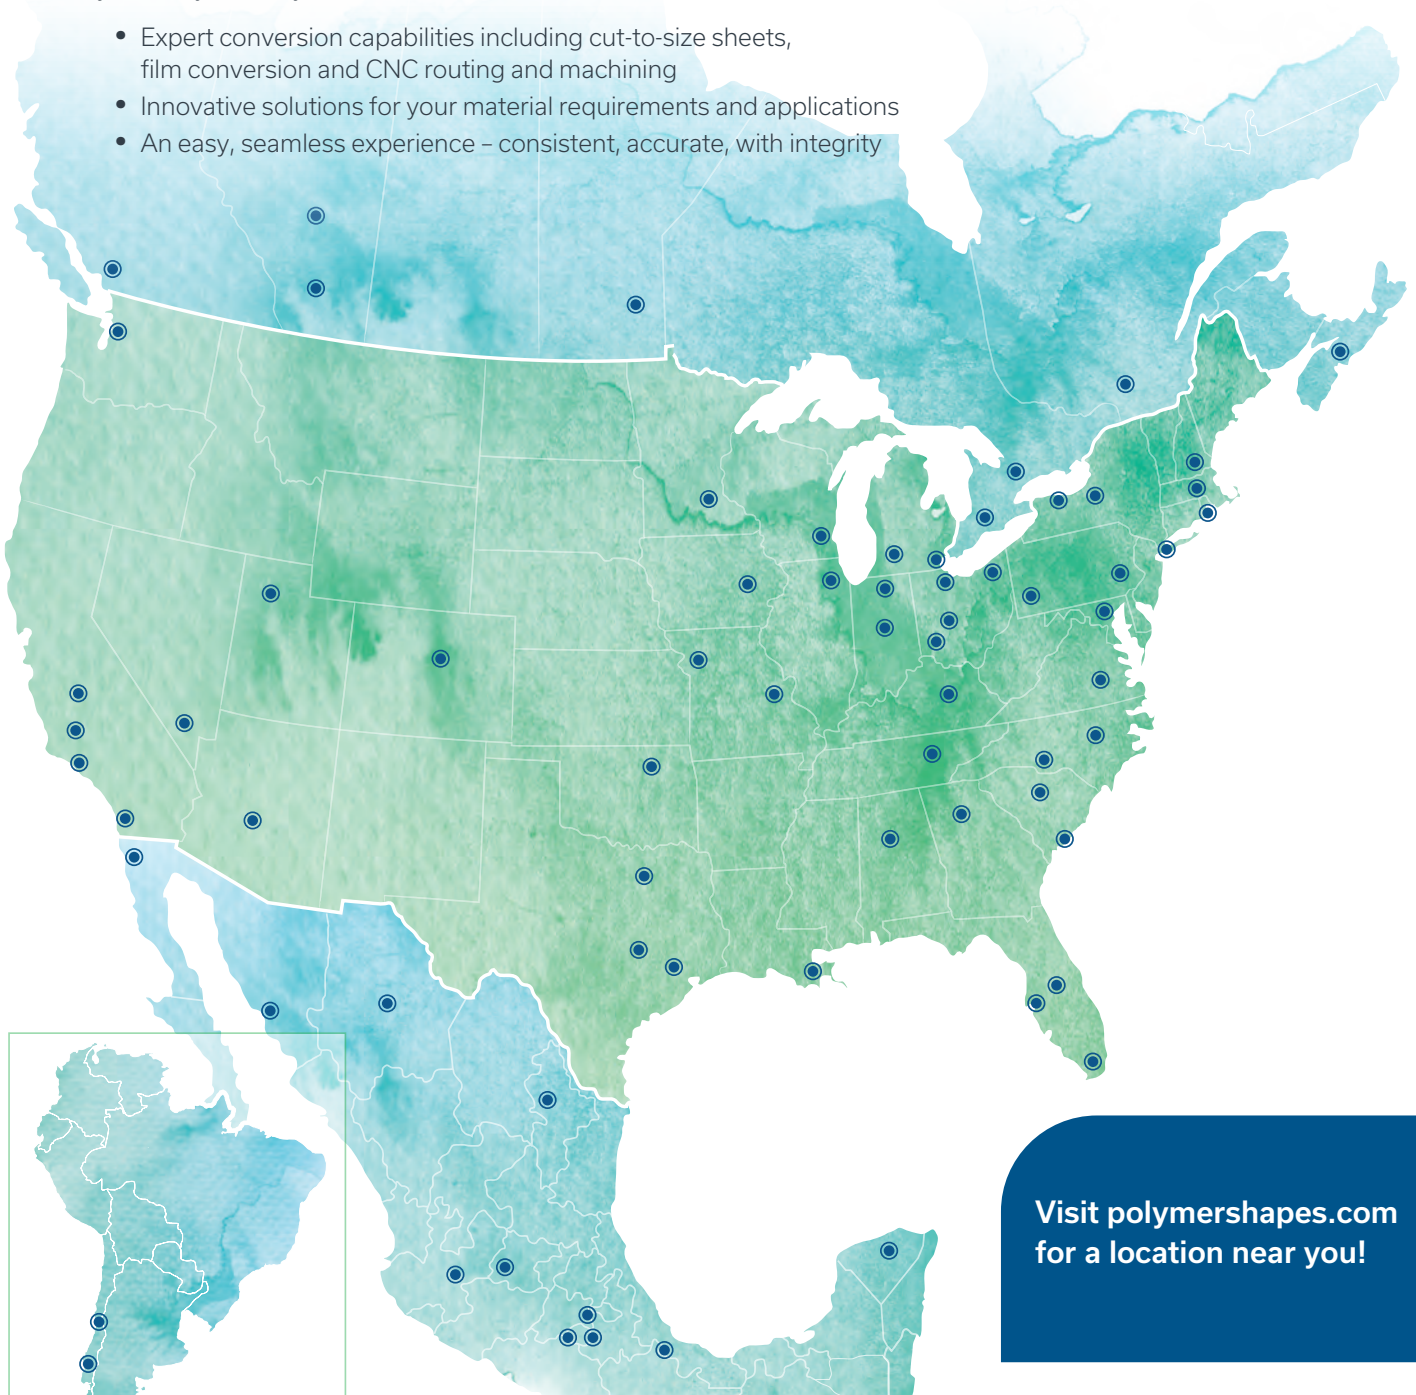 • Expert conversion capabilities including cut-to-size sheets,
film conversion and CNC routing and machining
• Innovative solutions for your material requirements and applications
• An easy, seamless experience – consistent, accurate, with integrity
Visit polymershapes.com
for a location near you!